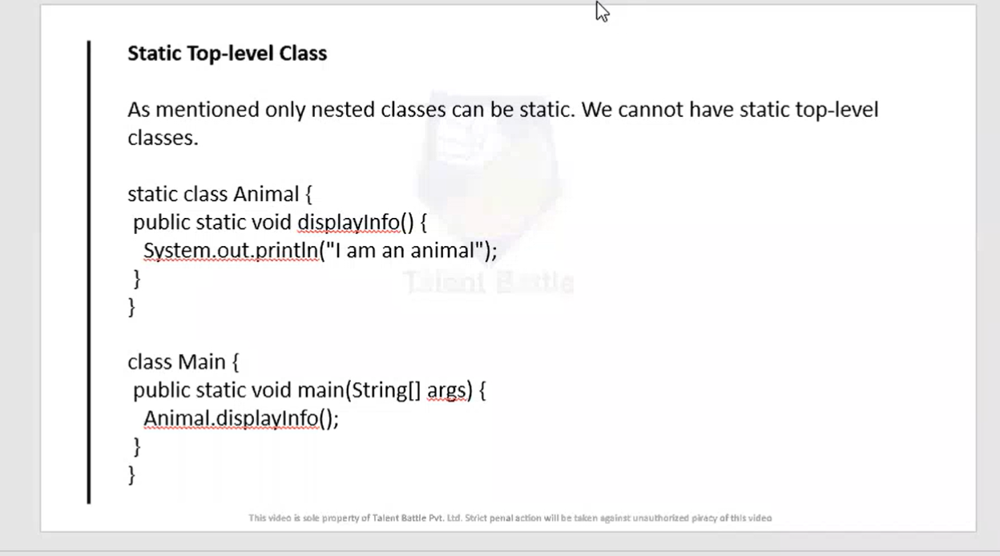 Static Top-level Class
As mentioned only nested classes can be static. We cannot have static top-level
classes.
static class Animal {
public static void displayInfo() {
System.out.println("I am an animal");
}
}
Talent Battle
class Main {
public static void main(String[] args) {
Animal.displayInfo();
}
}
This video is sole property of Talent Battle Pvt. Ltd. Strict penal action will be taken against unauthorized piracy of this video